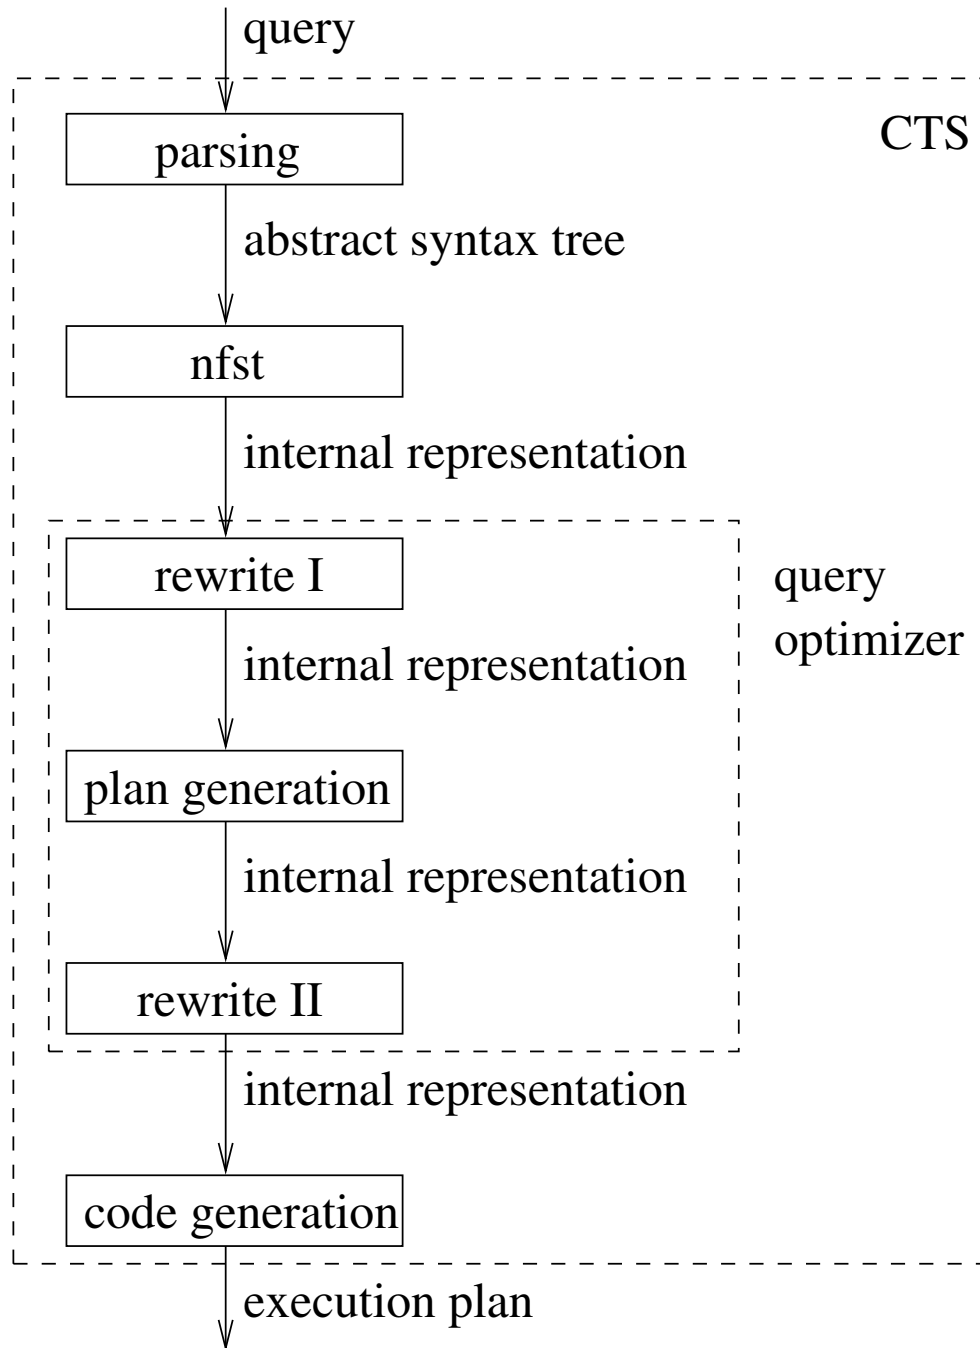 query
CTS
parsing
abstract syntax tree
nfst
internal representation
rewrite I
query
optimizer
internal representation
plan generation
internal representation
rewrite II
internal representation
code generation
execution plan